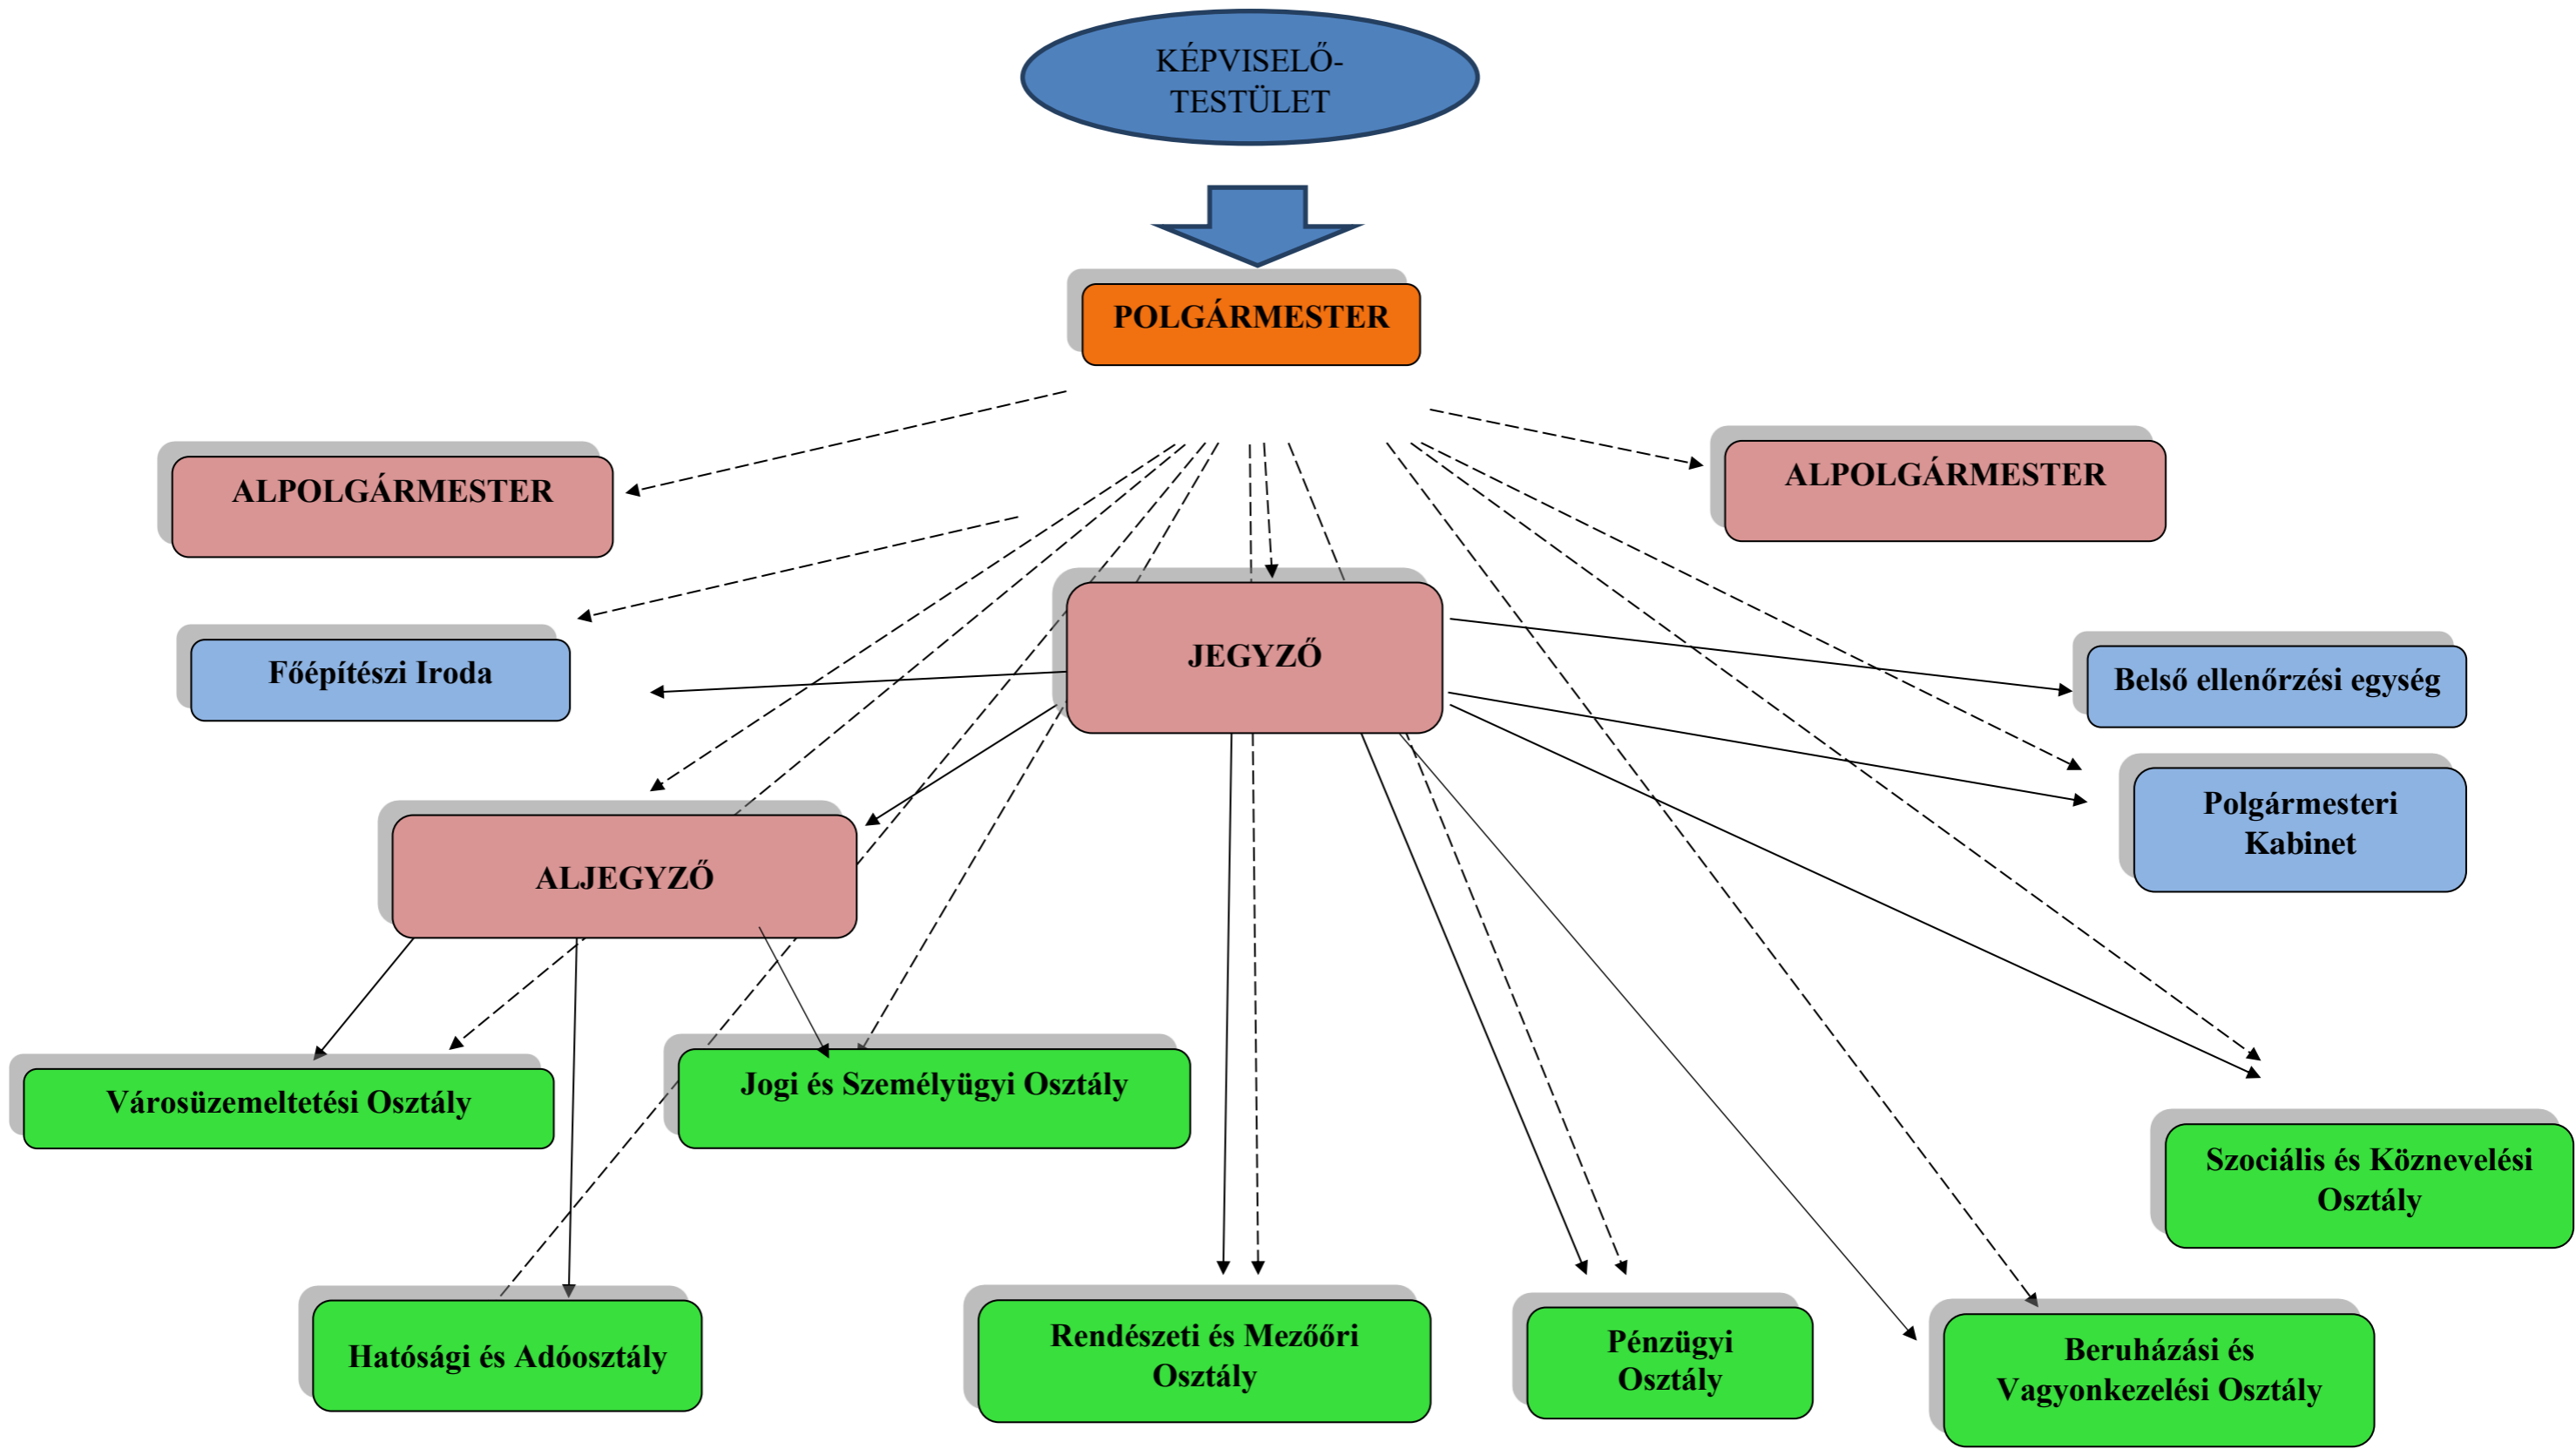 KÉPVISELŐ-
TESTÜLET
POLGÁRMESTER
ALPOLGÁRMESTER
ALPOLGÁRMESTER
JEGYZŐ
Főépítészi Iroda
Belső ellenőrzési egység
Polgármesteri
Kabinet
ALJEGYZŐ
Városüzemeltetési Osztály
Jogi és Személyügyi Osztály
Szociális és Köznevelési
Osztály
Hatósági és Adóosztály
Rendészeti és Mezőőri
Osztály
Pénzügyi
Osztály
Beruházási és
Vagyonkezelési Osztály